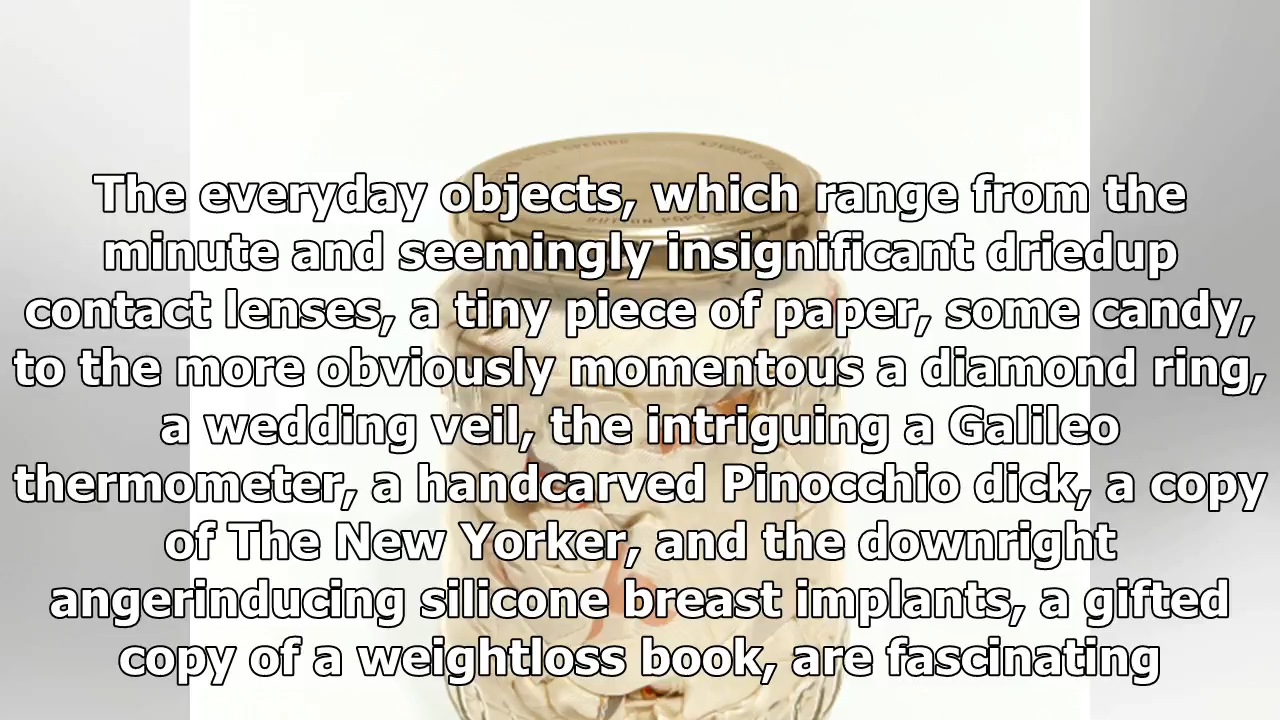 The everyday objects, which range from the
minute and seemingly insignificant driedup
contact lenses, a tiny piece of paper, some candy,
to the more obviously momentous a diamond ring,
a wedding veil, the intriguing a Galileo
thermometer, a handcarved Pinocchio dick, a copy
of The New Yorker, and the downright
angerinducing silicone breast implants, a gifted
copy of a weightloss book, are fascinating